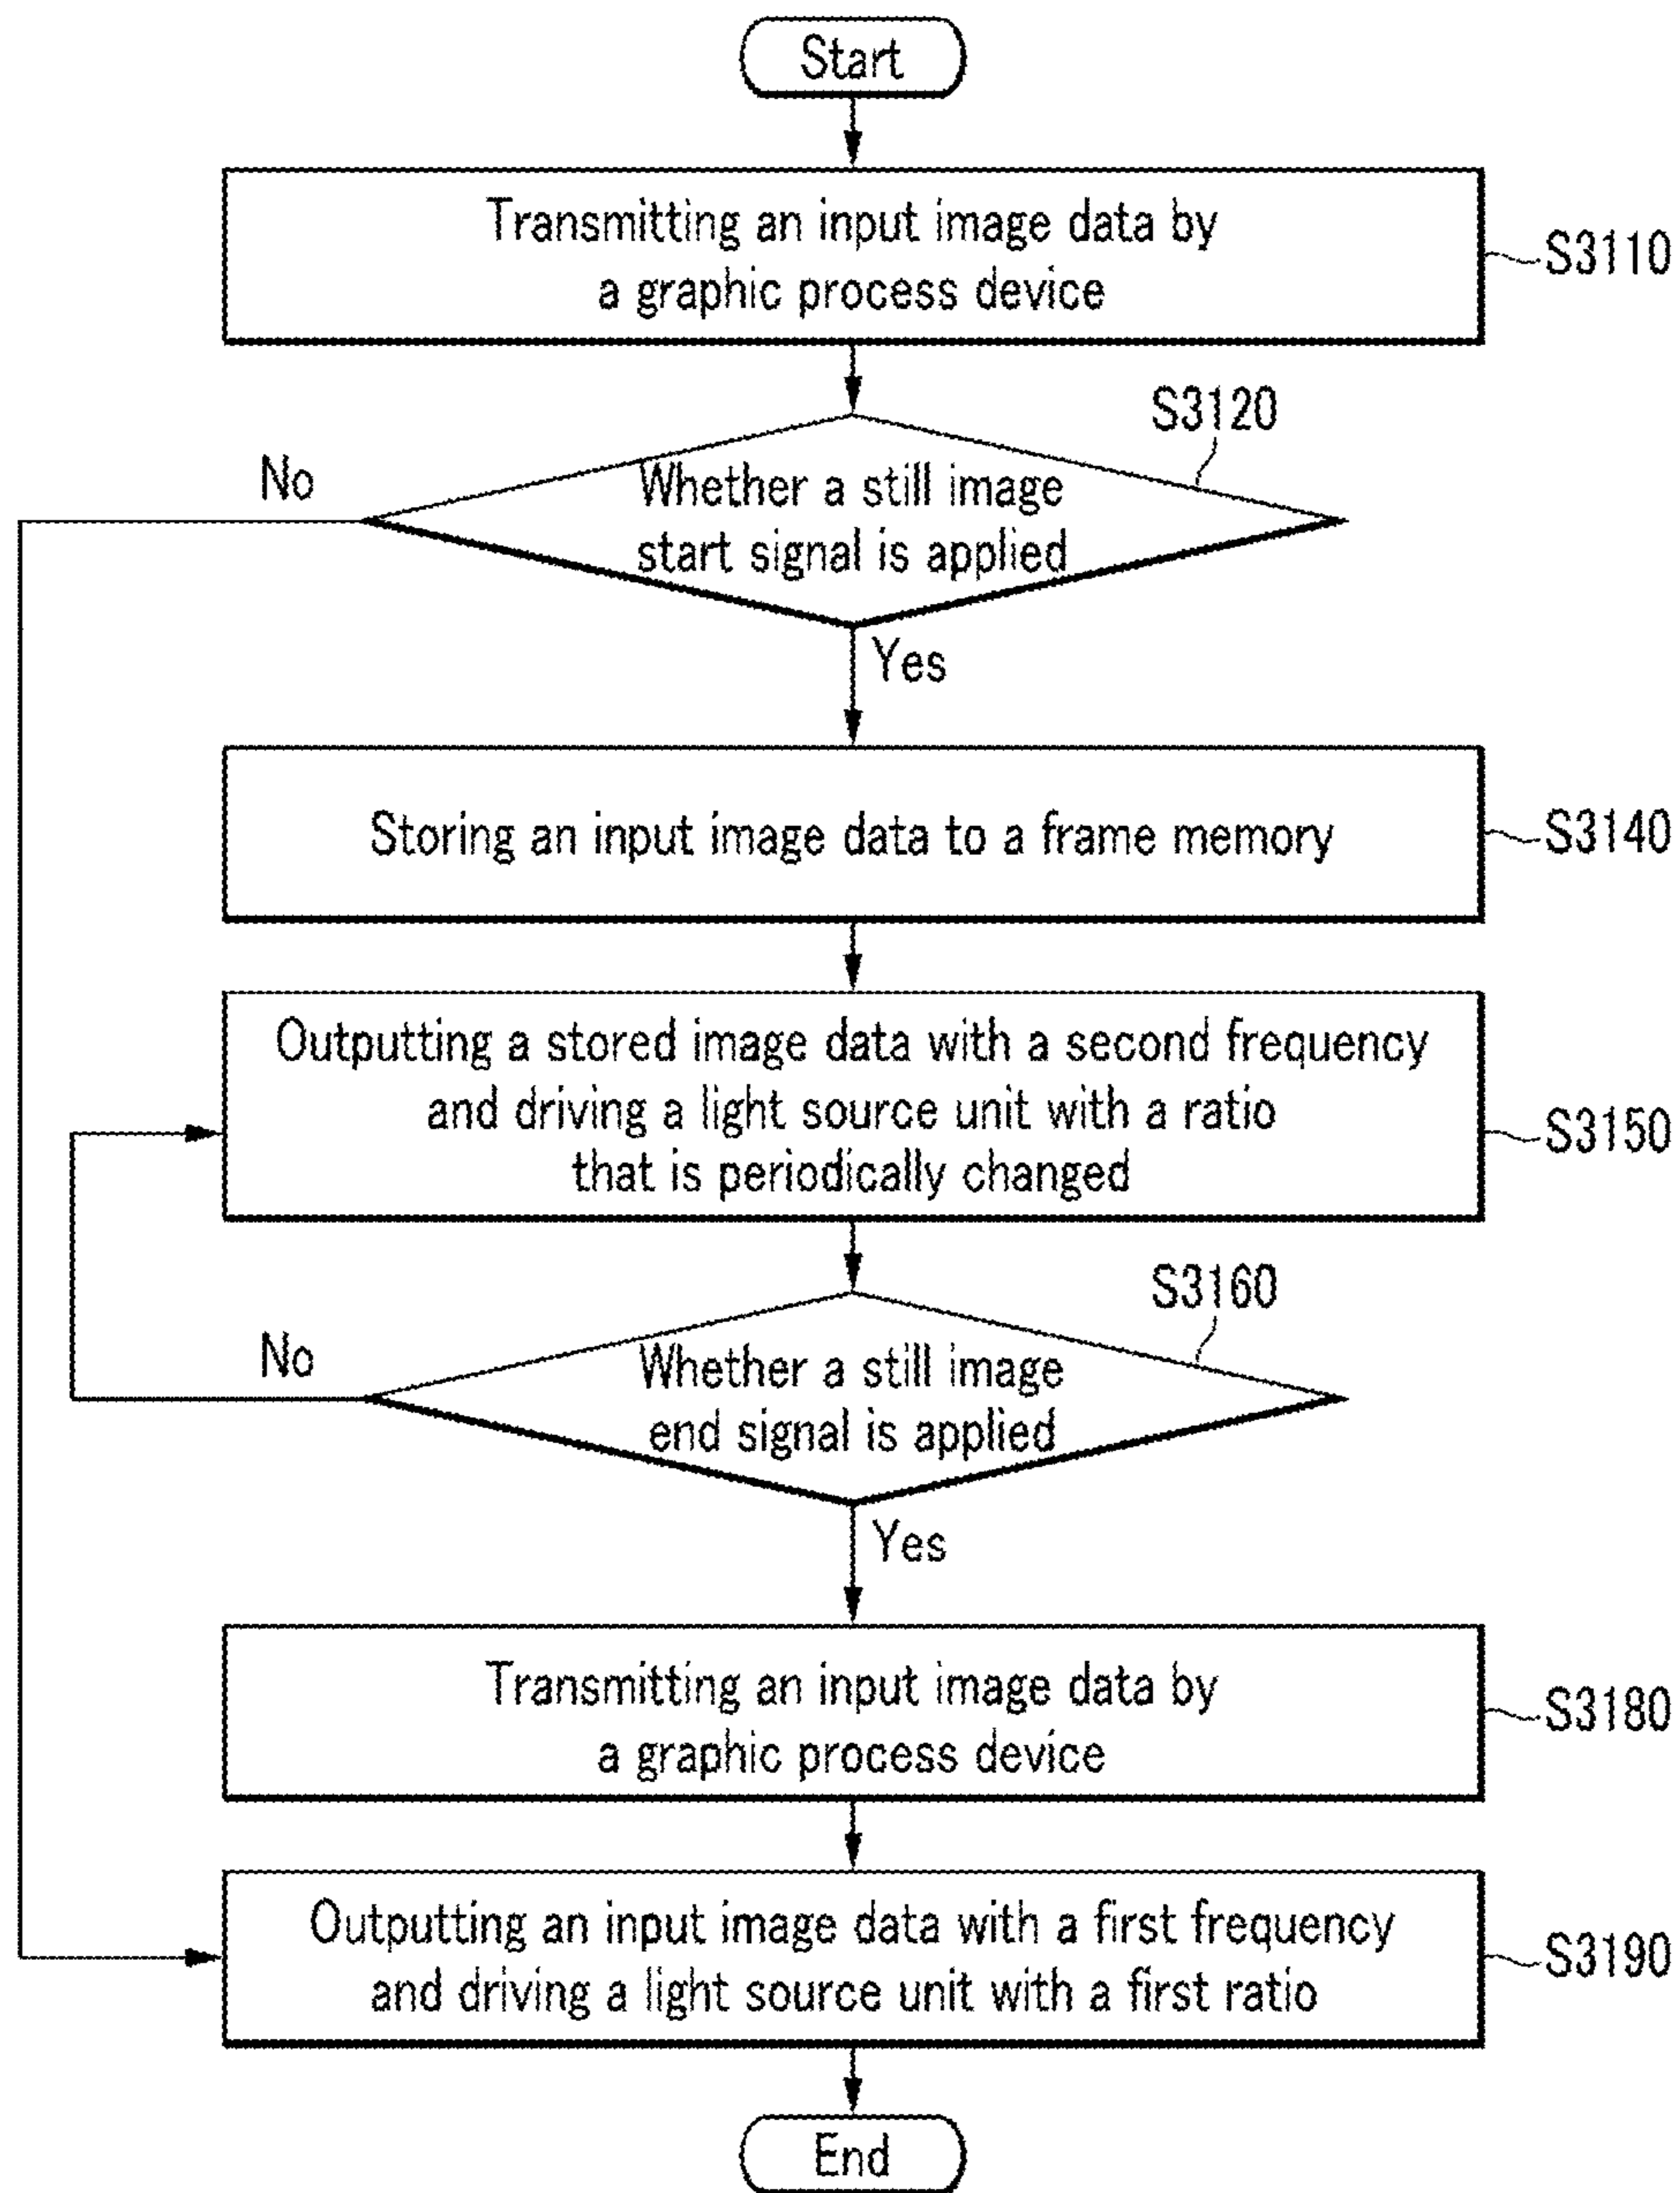 Start
Transmitting an input image data by
a graphic process device
S3110
S3120
No
Whether a still image
start signal is applied
Yes
Storing an input image data to a frame memory
S3140
Outputting a stored image data with a second frequency
and driving a light source unit with a ratio
that is periodically changed
S3150
S3160
No
Whether a still image
end signal is applied
Yes
Transmitting an input image data by
a graphic process device
S3180
Outputting an input image data with a first frequency
and driving a light source unit with a first ratio
S3190
End